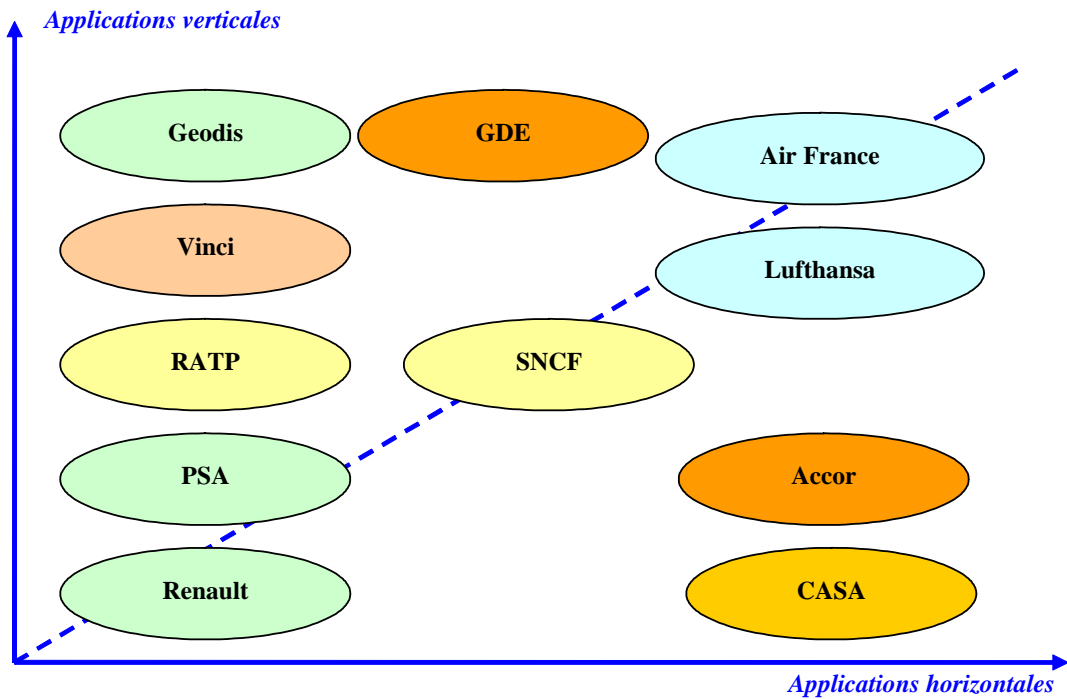 Applications verticales
Geodis
GDE
Air France
Vinci
Lufthansa
RATP
SNCF
PSA
Accor
Renault
CASA
Applications horizontales